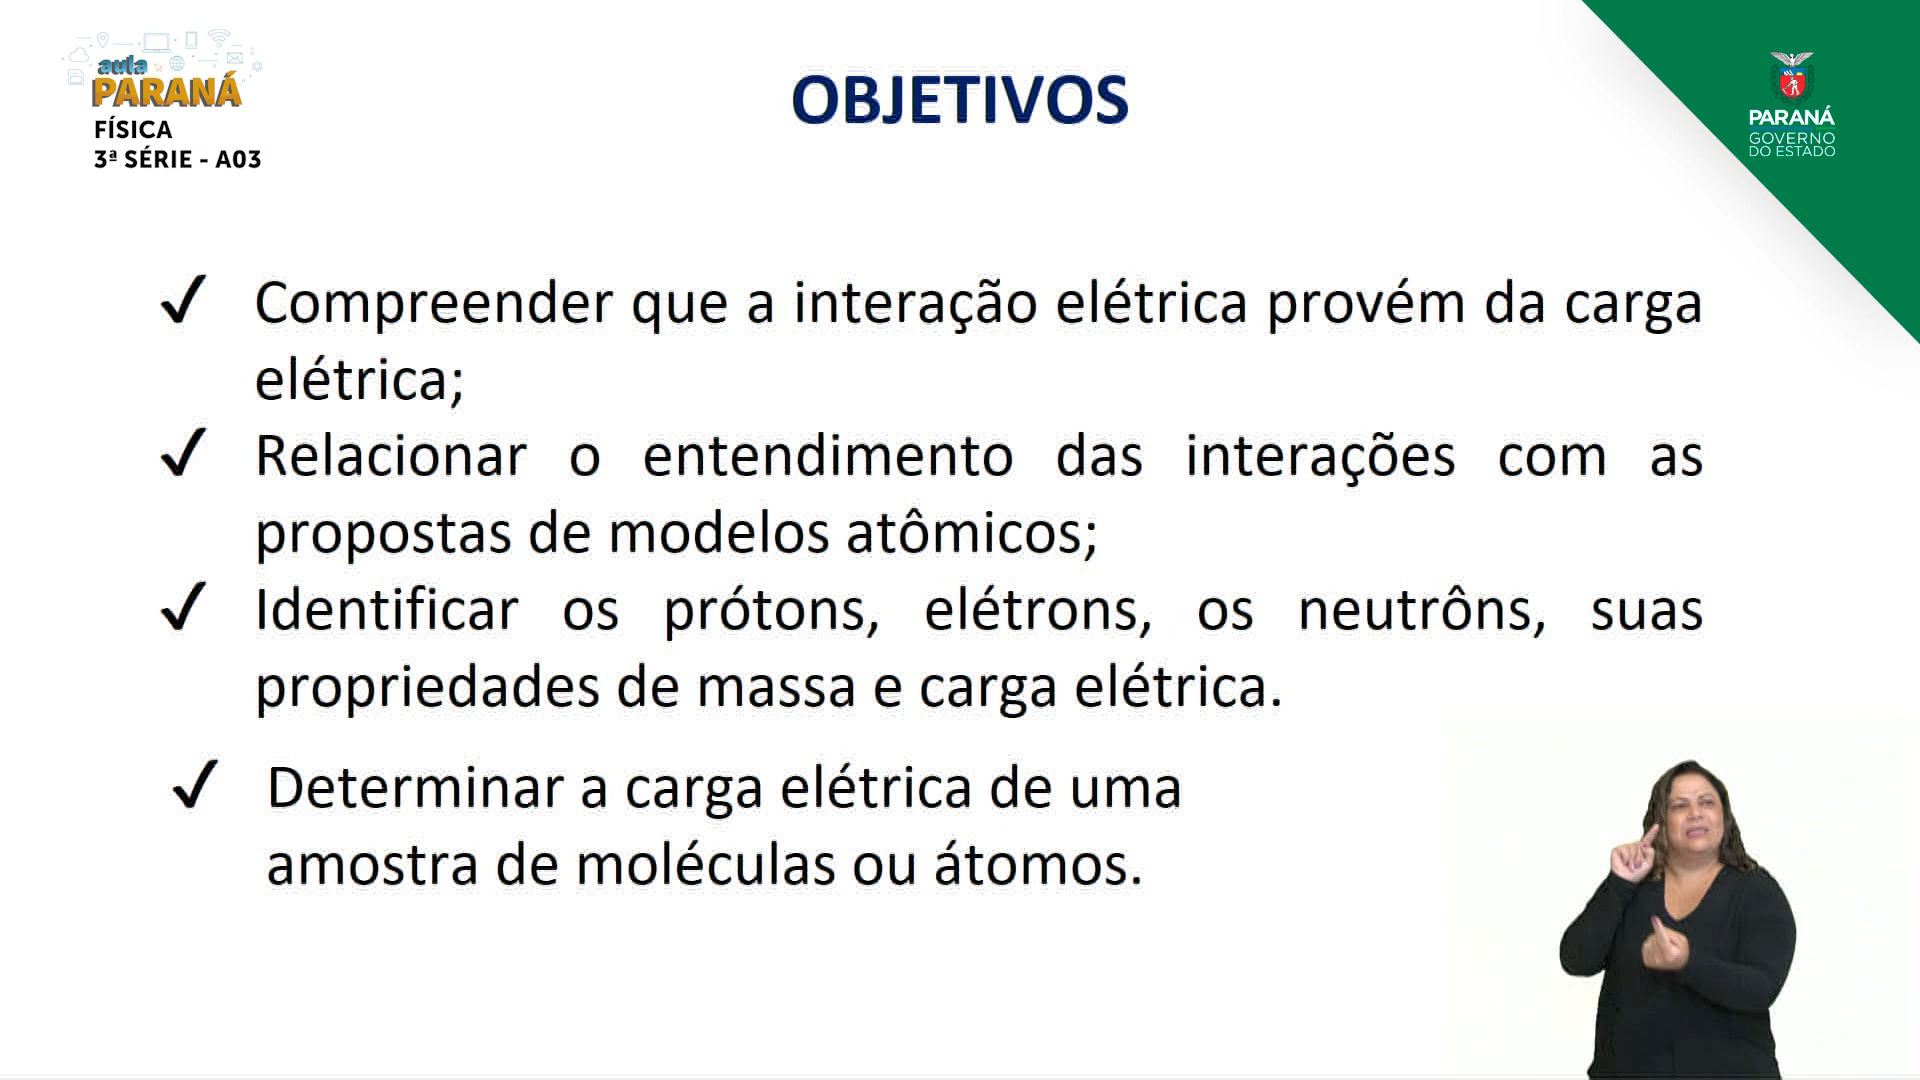 aula
PARANÁ
FÍSICA
3ª SÉRIE - A03
OBJETIVOS
PARANÁ
GOVERNO
DO ESTADO
✓ Compreender que a interação elétrica provém da carga
elétrica;
✓ Relacionar o entendimento das interações com as
propostas de modelos atômicos;
✓ Identificar os prótons, elétrons, os neutrôns, suas
propriedades de massa e carga elétrica.
✓ Determinar a carga elétrica de uma
amostra de moléculas ou átomos.